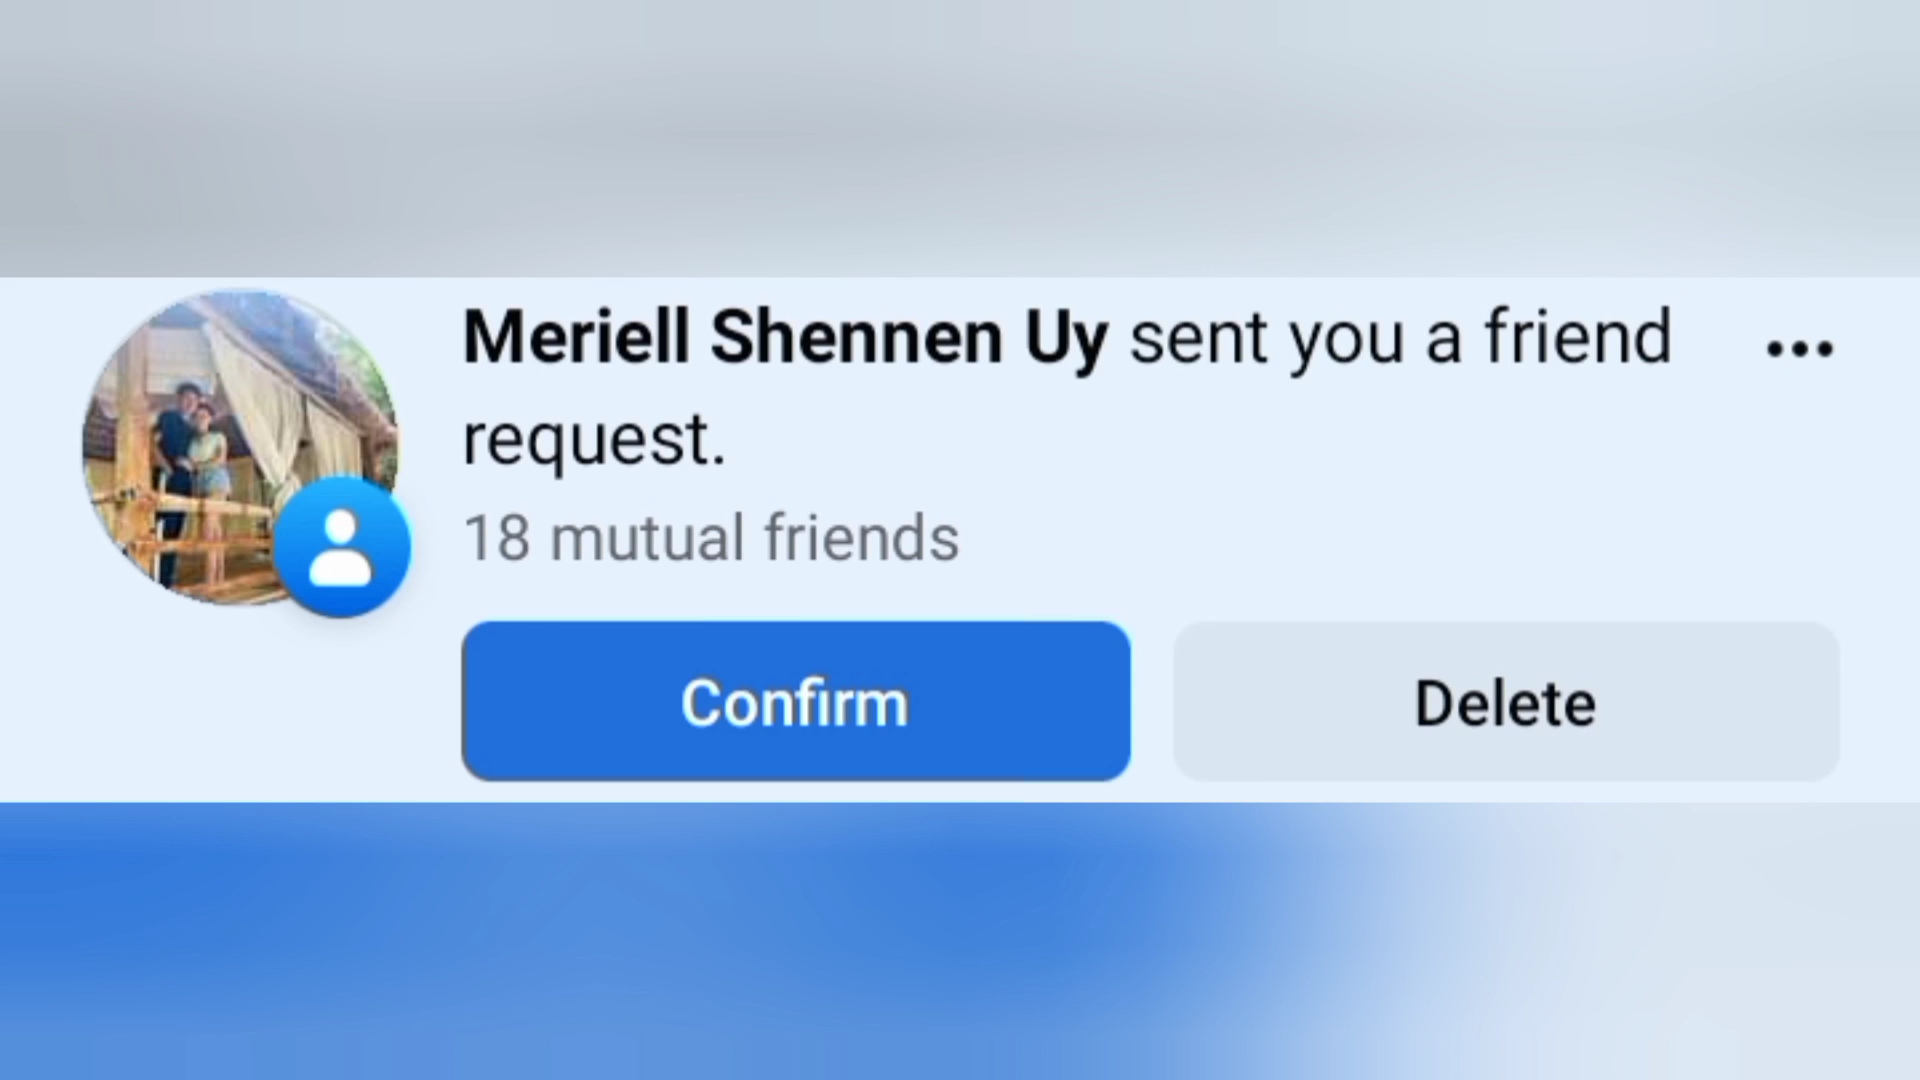 Meriell Shennen Uy sent you a friend
request.
18 mutual friends
Confirm
Delete